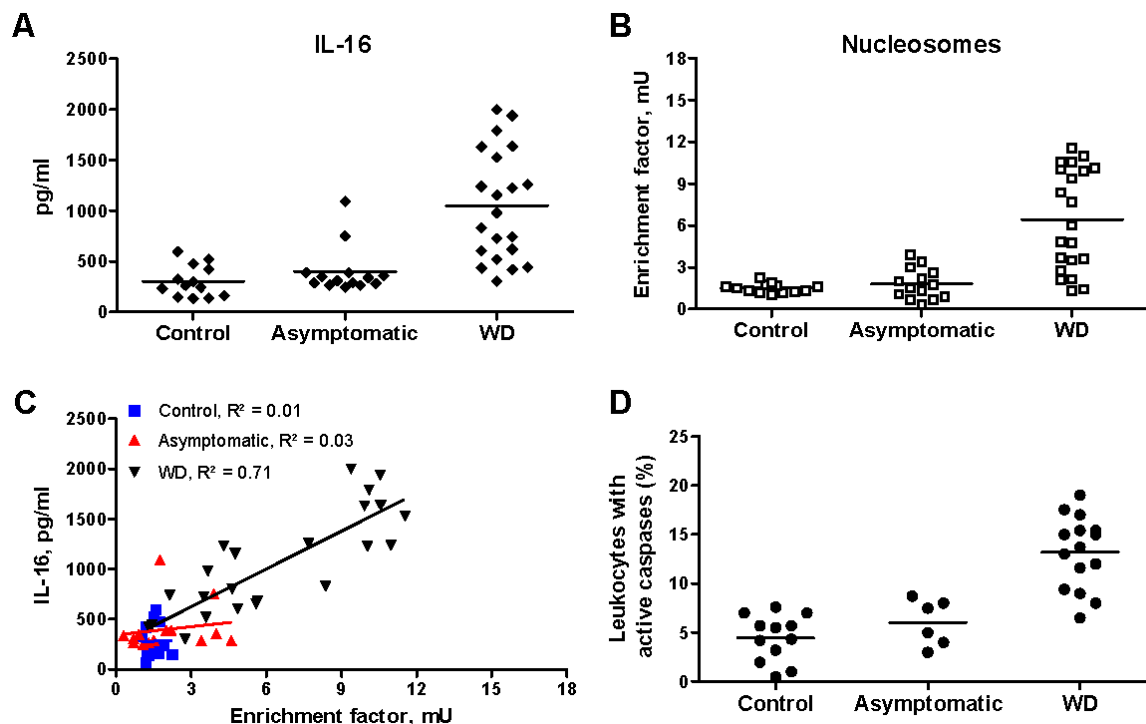 A
IL-16
2500
2000
1500
1000
500
0
pg/ml
Control
Asymptomatic
WD
B
Nucleosomes
18
15
12
9
6
3
0
Enrichment factor, mU
Control
Asymptomatic
WD
C
Control, R² = 0.01
Asymptomatic, R² = 0.03
WD, R² = 0.71
2500
2000
1500
1000
500
0
IL-16, pg/ml
0 3 6 9 12 15 18
Enrichment factor, mU
D
25
20
15
10
5
0
Leukocytes with
active caspases (%)
Control
Asymptomatic
WD